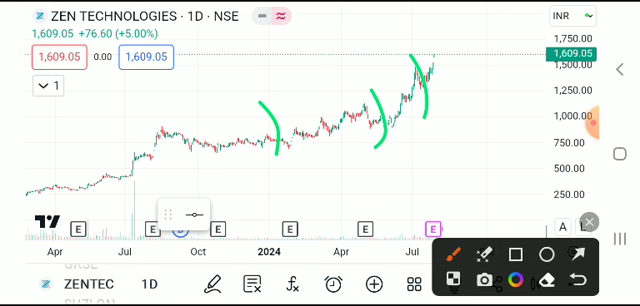 ZEN TECHNOLOGIES · 1D · NSE
INR
1,609.05 +76.60 (+5.00%)
1,609.05 0.00 1,609.05
1
1,750.00
1,609.05
1,500.00
1,250.00
1,000.00
750.00
500.00
250.00
E E D E E E E
A
Apr Jul Oct 2024 Apr Jul
ZENTEC 1D